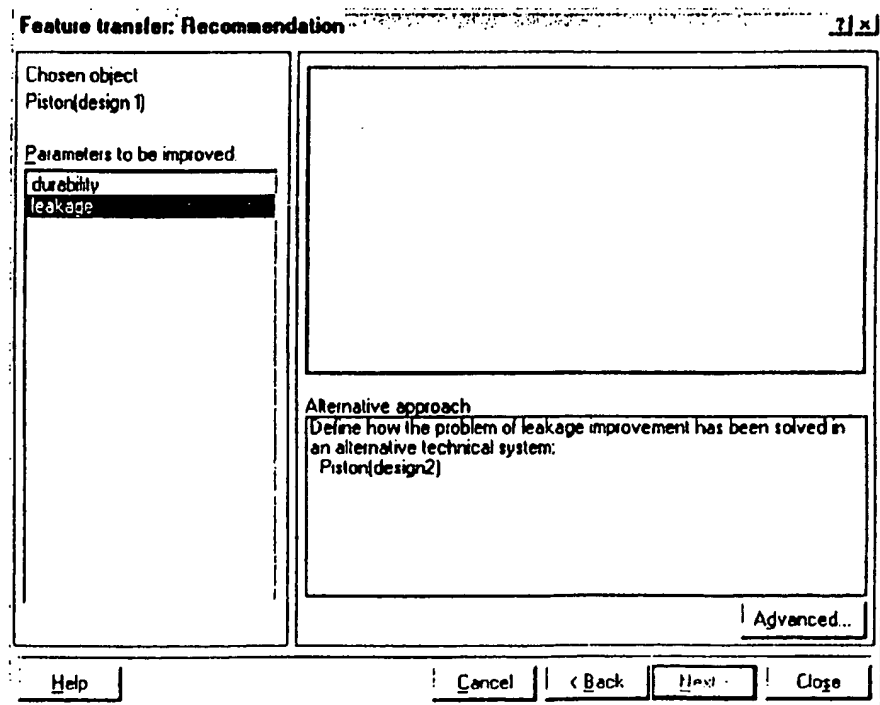 Feature transfer: Recommendation
Chosen object
Piston(design 1)
Parameters to be improved
durability
leakage
Alternative approach
Define how the problem of leakage improvement has been solved in
an alternative technical system:
Piston(design2)
Advanced...
Help
Cancel
< Back
Next
Close